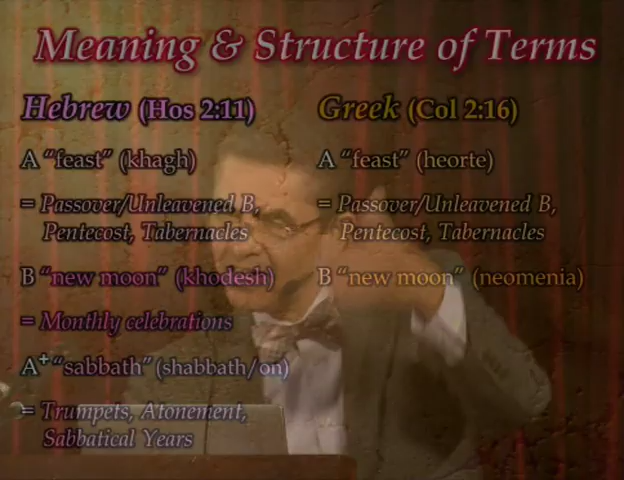 Meaning & Structure of Terms
Hebrew (Hos 2:11)
A "feast" (khagh)
= Passover/Unleavened B,
Pentecost, Tabernacles
B "new moon" (khodesh)
= Monthly celebrations
A+ "sabbath" (shabbath/on)
= Trumpets, Atonement,
Sabbatical Years
Greek (Col 2:16)
A "feast" (heorte)
= Passover/Unleavened B,
Pentecost, Tabernacles
B "new moon" (neomenia)